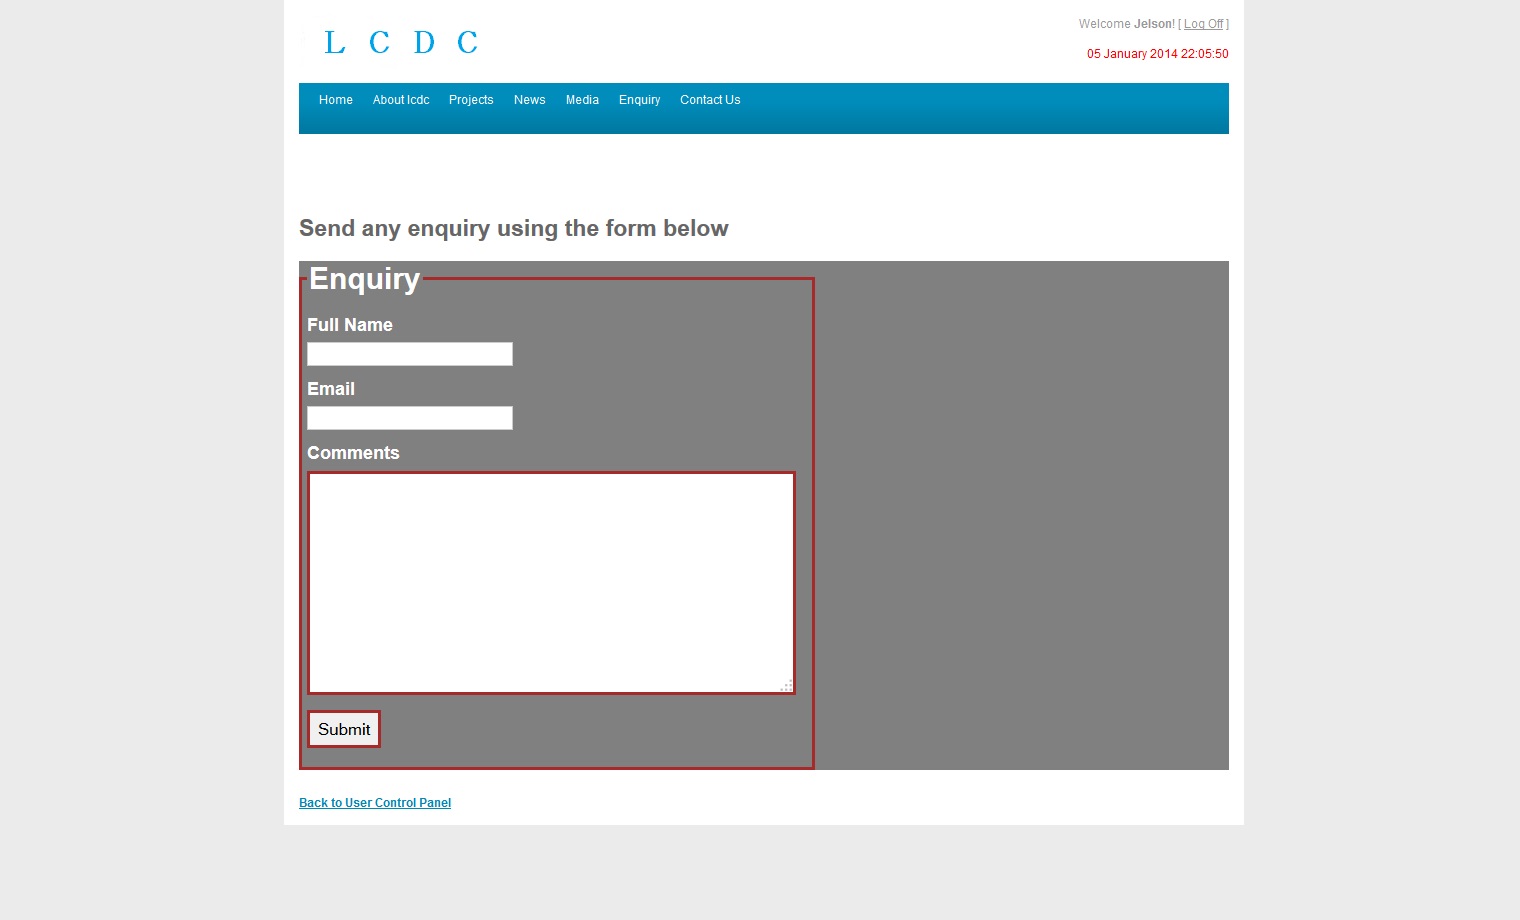 L C D C
Welcome Jelson! [ Log Off ]
05 January 2014 22:05:50
Home About lcdc Projects News Media Enquiry Contact Us
Send any enquiry using the form below
Enquiry
Full Name
Email
Comments
Submit
Back to User Control Panel